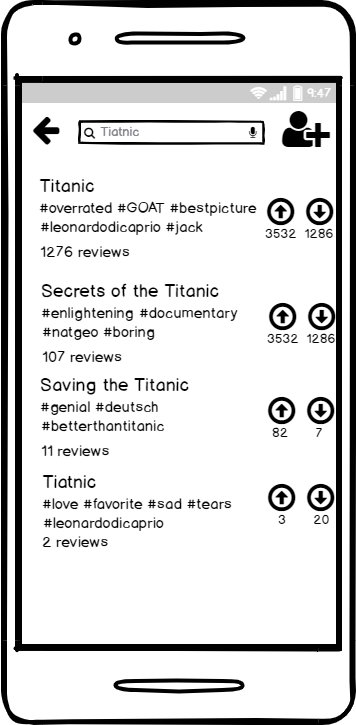 9:47
Tiatnic
Titanic
#overrated #GOAT #bestpicture
#leonardodicaprio #jack
3532 1286
1276 reviews
Secrets of the Titanic
#enlightening #documentary
#natgeo #boring
3532 1286
107 reviews
Saving the Titanic
#genial #deutsch
#betterthantitanic
82 7
11 reviews
Tiatnic
#love #favorite #sad #tears
#leonardodicaprio
3 20
2 reviews